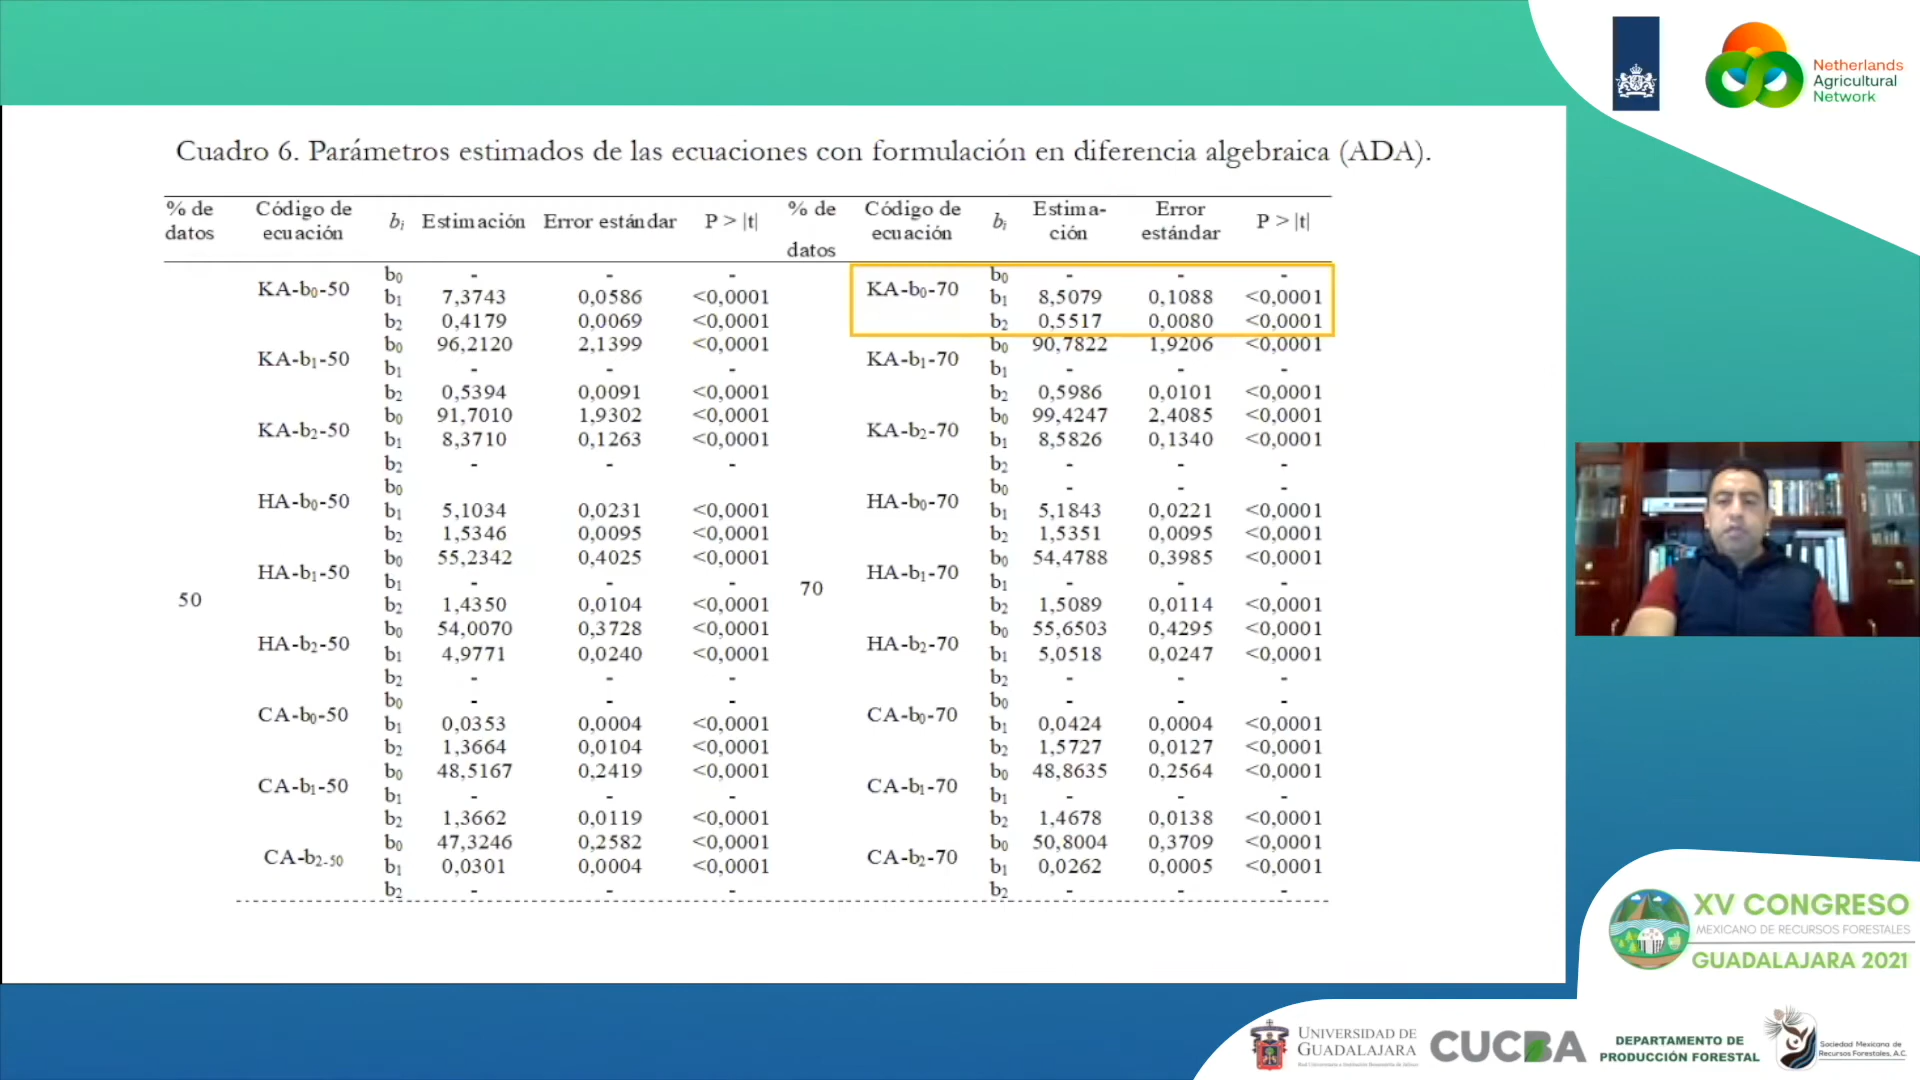 Netherlands
Agricultural
Network
Cuadro 6. Parámetros estimados de las ecuaciones con formulación en diferencia algebraica (ADA).
% de datos Código de ecuación bi Estimación Error estándar P > |t| % de datos Código de ecuación bi Estima-ción Error estándar P > |t|
50 70
KA-b0-50 b0 - - - KA-b0-70 b0 - - -
b1 7,3743 0,0586 <0,0001 b1 8,5079 0,1088 <0,0001
b2 0,4179 0,0069 <0,0001 b2 0,5517 0,0080 <0,0001
KA-b1-50 b0 96,2120 2,1399 <0,0001 KA-b1-70 b0 90,7822 1,9206 <0,0001
b1 - - - b1 - - -
b2 0,5394 0,0091 <0,0001 b2 0,5986 0,0101 <0,0001
KA-b2-50 b0 91,7010 1,9302 <0,0001 KA-b2-70 b0 99,4247 2,4085 <0,0001
b1 8,3710 0,1263 <0,0001 b1 8,5826 0,1340 <0,0001
b2 - - - b2 - - -
HA-b0-50 b0 HA-b0-70 b0 - - -
b1 5,1034 0,0231 <0,0001 b1 5,1843 0,0221 <0,0001
b2 1,5346 0,0095 <0,0001 b2 1,5351 0,0095 <0,0001
HA-b1-50 b0 55,2342 0,4025 <0,0001 HA-b1-70 b0 54,4788 0,3985 <0,0001
b1 - - - b1 - - -
b2 1,4350 0,0104 <0,0001 b2 1,5089 0,0114 <0,0001
HA-b2-50 b0 54,0070 0,3728 <0,0001 HA-b2-70 b0 55,6503 0,4295 <0,0001
b1 4,9771 0,0240 <0,0001 b1 5,0518 0,0247 <0,0001
b2 - - - b2 - - -
CA-b0-50 b0 - - - CA-b0-70 b0 - - -
b1 0,0353 0,0004 <0,0001 b1 0,0424 0,0004 <0,0001
b2 1,3664 0,0104 <0,0001 b2 1,5727 0,0127 <0,0001
CA-b1-50 b0 48,5167 0,2419 <0,0001 CA-b1-70 b0 48,8635 0,2564 <0,0001
b1 - - - b1 - - -
b2 1,3662 0,0119 <0,0001 b2 1,4678 0,0138 <0,0001
CA-b2-50 b0 47,3246 0,2582 <0,0001 CA-b2-70 b0 50,8004 0,3709 <0,0001
b1 0,0301 0,0004 <0,0001 b1 0,0262 0,0005 <0,0001
b2 - - - b2 - - -
XV CONGRESO
MEXICANO DE RECURSOS FORESTALES
GUADALAJARA 2021
UNIVERSIDAD DE
GUADALAJARA
CUCBA
DEPARTAMENTO DE
PRODUCCIÓN FORESTAL
Sociedad Mexicana de
Recursos Forestales, A.C.